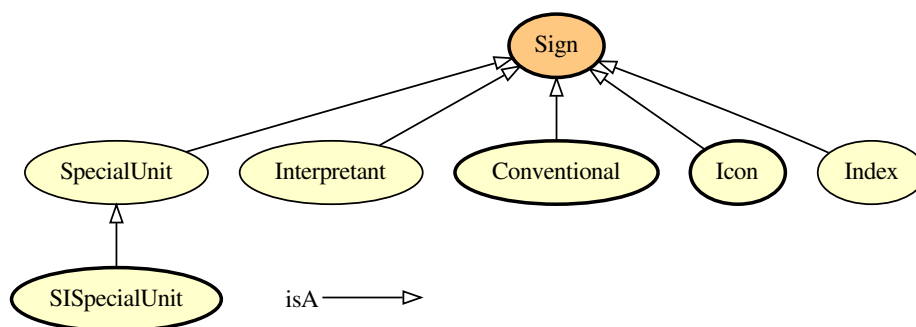 Sign
SpecialUnit
Interpretant
Conventional
Icon
Index
SISpecialUnit
isA